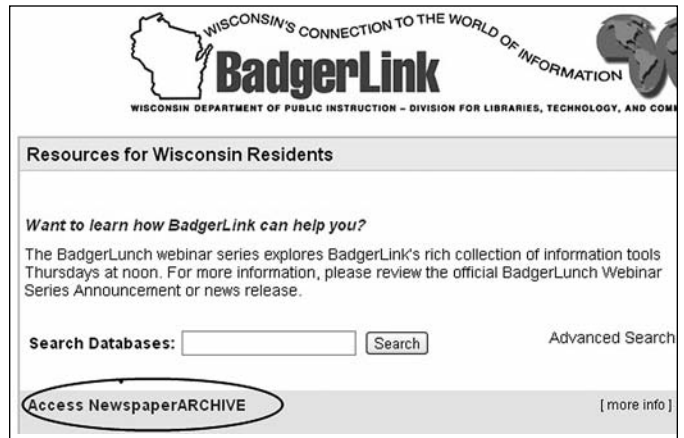 WISCONSIN'S CONNECTION TO THE WORLD OF INFORMATION
BadgerLink
WISCONSIN DEPARTMENT OF PUBLIC INSTRUCTION – DIVISION FOR LIBRARIES, TECHNOLOGY, AND
Resources for Wisconsin Residents
Want to learn how BadgerLink can help you?
The BadgerLunch webinar series explores BadgerLink's rich collection of information tools
Thursdays at noon. For more information, please review the official BadgerLunch Webinar
Series Announcement or news release.
Search Databases: Search Advanced Search
Access NewspaperARCHIVE [ more info ]